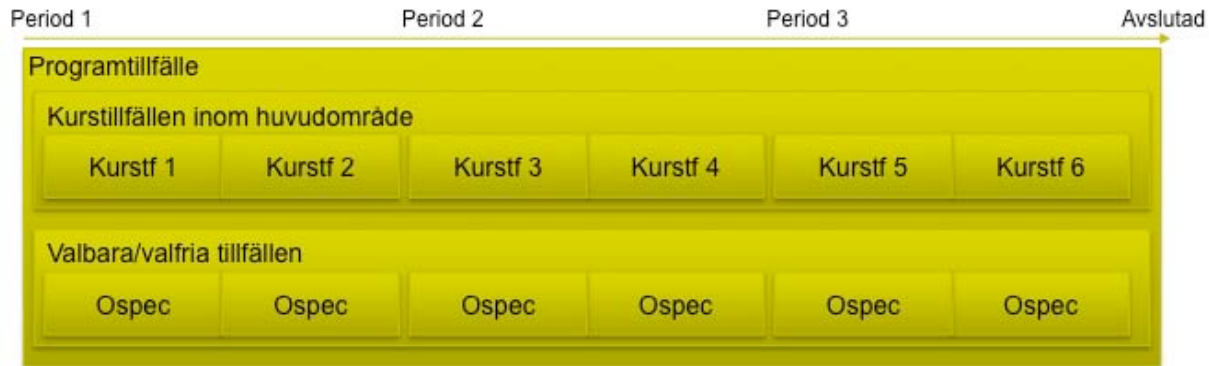 Period 1 Period 2 Period 3 Avslutad
Programtillfälle
Kurstillfällen inom huvudområde
Kurstf 1 Kurstf 2 Kurstf 3 Kurstf 4 Kurstf 5 Kurstf 6
Valbara/valfria tillfällen
Ospec Ospec Ospec Ospec Ospec Ospec